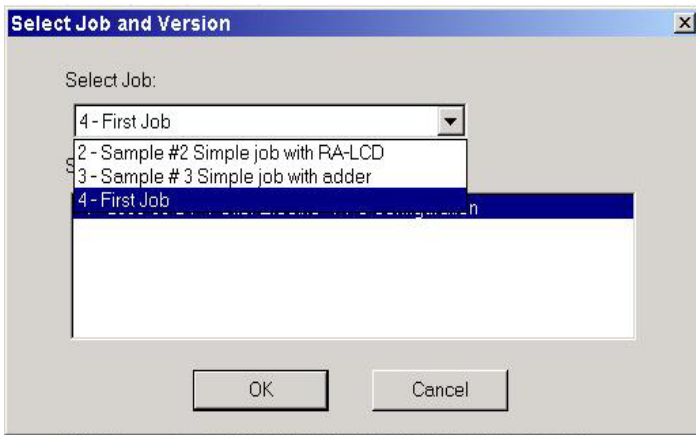 Select Job and Version
Select Job:
4 - First Job
2 - Sample #2 Simple job with RA-LCD
3 - Sample # 3 Simple job with adder
4 - First Job
OK
Cancel